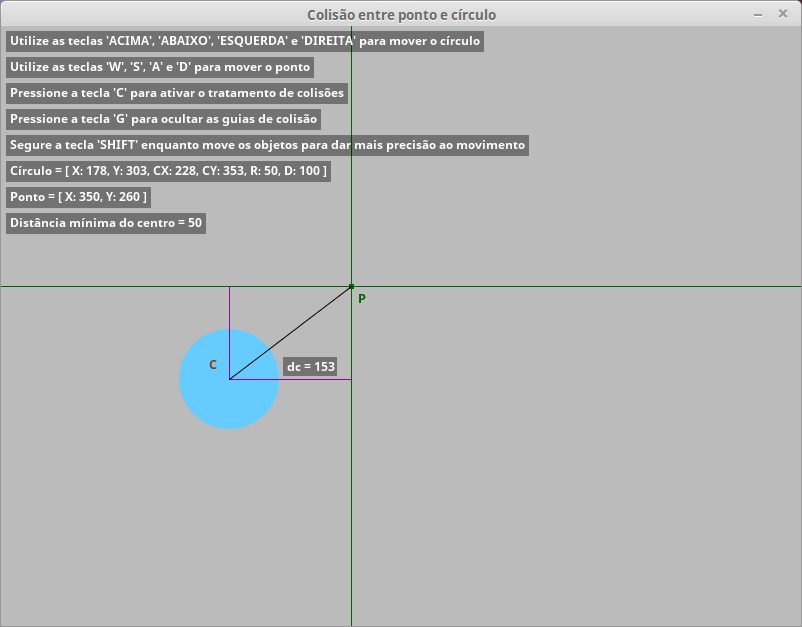 Colisão entre ponto e círculo
Utilize as teclas 'ACIMA', 'ABAIXO', 'ESQUERDA' e 'DIREITA' para mover o círculo
Utilize as teclas 'W', 'S', 'A' e 'D' para mover o ponto
Pressione a tecla 'C' para ativar o tratamento de colisões
Pressione a tecla 'G' para ocultar as guias de colisão
Segure a tecla 'SHIFT' enquanto move os objetos para dar mais precisão ao movimento
Círculo = [ X: 178, Y: 303, CX: 228, CY: 353, R: 50, D: 100 ]
Ponto = [ X: 350, Y: 260 ]
Distância mínima do centro = 50
P
C
dc = 153